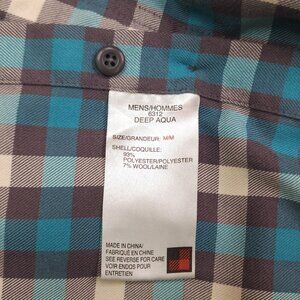 MENS/HOMMES
6312
DEEP AQUA
SIZE/GRANDEUR: M/M
SHELL/COQUILLE:
93%
POLYESTER/POLYESTER
7% WOOL/LAINE
MADE IN CHINA/
FABRIQUÉ EN CHINE
SEE REVERSE FOR CARE
VOIR ENDOS POUR
ENTRETIEN